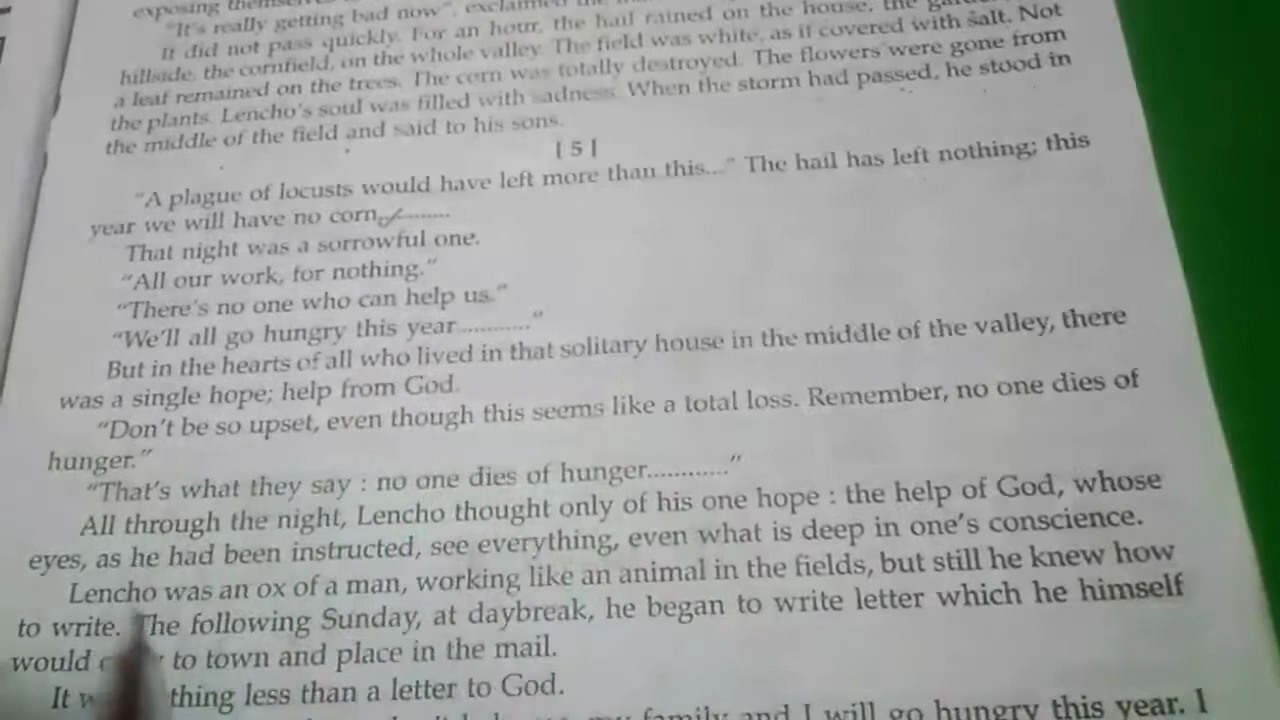 exposing
"It's really getting bad now", exclaimed the
It did not pass quickly. For an hour, the hail rained on the house, the
hillside, the cornfield, on the whole valley. The field was white, as if covered with salt. Not
a leaf remained on the trees. The corn was totally destroyed. The flowers were gone from
the plants. Lencho's soul was filled with sadness. When the storm had passed, he stood in
the middle of the field and said to his sons.
[ 5 ]
"A plague of locusts would have left more than this..." The hail has left nothing; this
year we will have no corn..........
That night was a sorrowful one.
"All our work, for nothing."
"There's no one who can help us."
"We'll all go hungry this year............"
But in the hearts of all who lived in that solitary house in the middle of the valley, there
was a single hope; help from God.
"Don't be so upset, even though this seems like a total loss. Remember, no one dies of
hunger."
"That's what they say : no one dies of hunger............"
All through the night, Lencho thought only of his one hope : the help of God, whose
eyes, as he had been instructed, see everything, even what is deep in one's conscience.
Lencho was an ox of a man, working like an animal in the fields, but still he knew how
to write. The following Sunday, at daybreak, he began to write letter which he himself
would to town and place in the mail.
It thing less than a letter to God.
family and I will go hungry this year. I